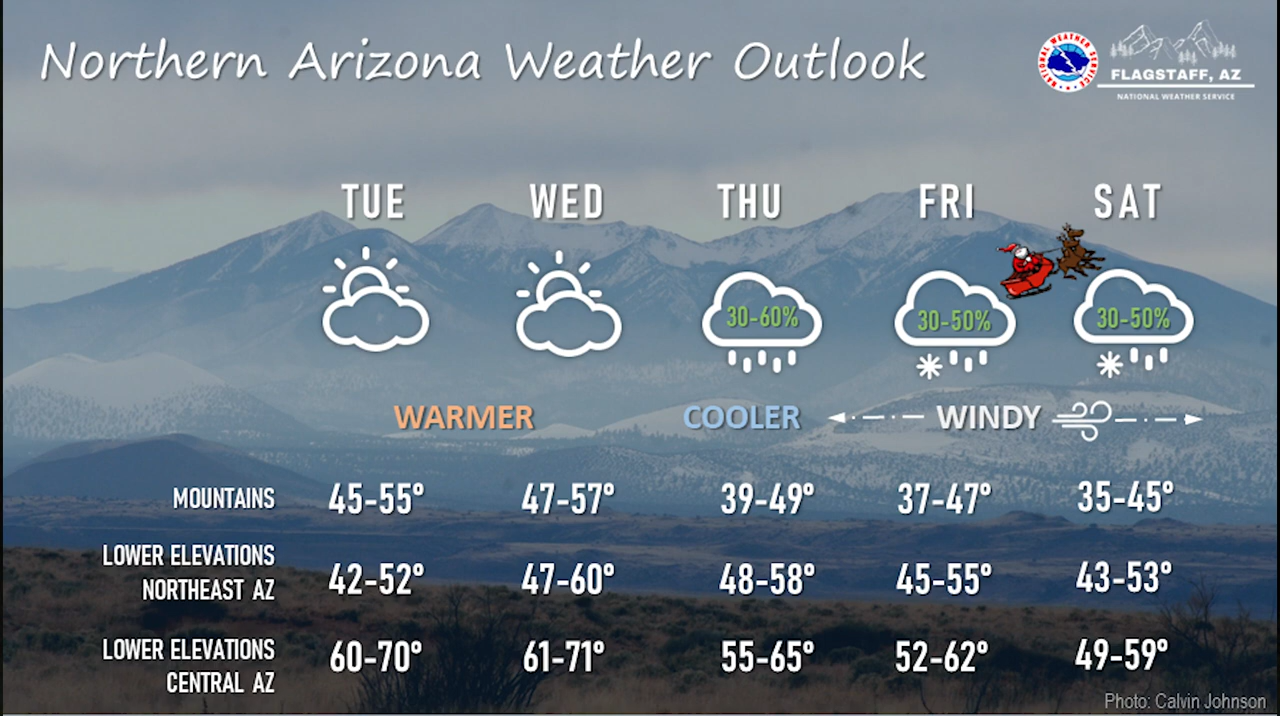 Northern Arizona Weather Outlook
NATIONAL WEATHER SERVICE
FLAGSTAFF, AZ
NATIONAL WEATHER SERVICE
TUE WED THU FRI SAT
30-60% 30-50% 30-50%
WARMER COOLER WINDY
MOUNTAINS 45-55° 47-57° 39-49° 37-47° 35-45°
LOWER ELEVATIONS
NORTHEAST AZ 42-52° 47-60° 48-58° 45-55° 43-53°
LOWER ELEVATIONS
CENTRAL AZ 60-70° 61-71° 55-65° 52-62° 49-59°
Photo: Calvin Johnson